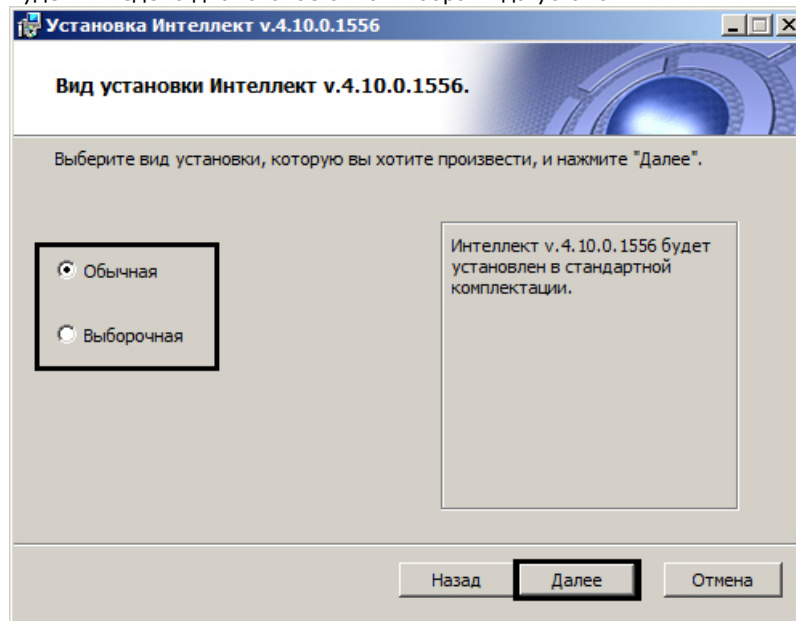 Установка Интеллект v.4.10.0.1556
Вид установки Интеллект v.4.10.0.1556.
Выберите вид установки, которую вы хотите произвести, и нажмите "Далее".
Обычная
Выборочная
Интеллект v.4.10.0.1556 будет
установлен в стандартной
комплектации.
Назад
Далее
Отмена